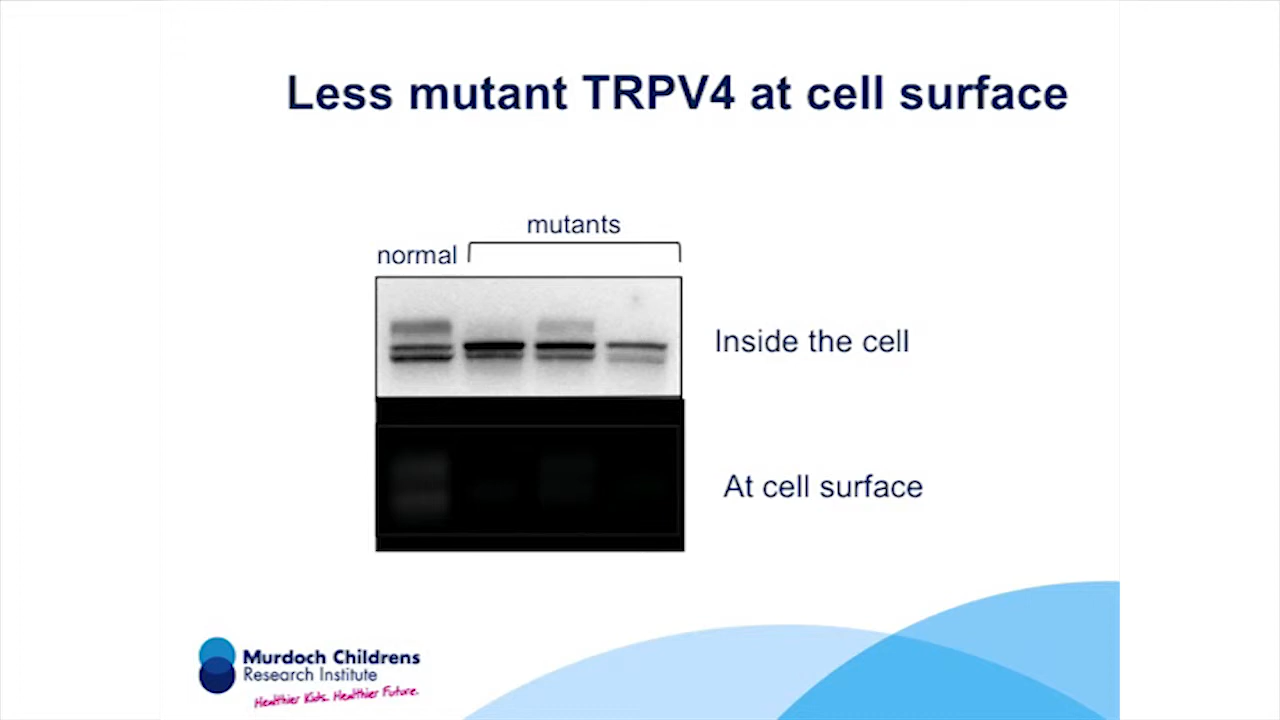 Less mutant TRPV4 at cell surface
mutants
normal
Inside the cell
At cell surface
Murdoch Childrens
Research Institute
Healthier Kids. Healthier Future.